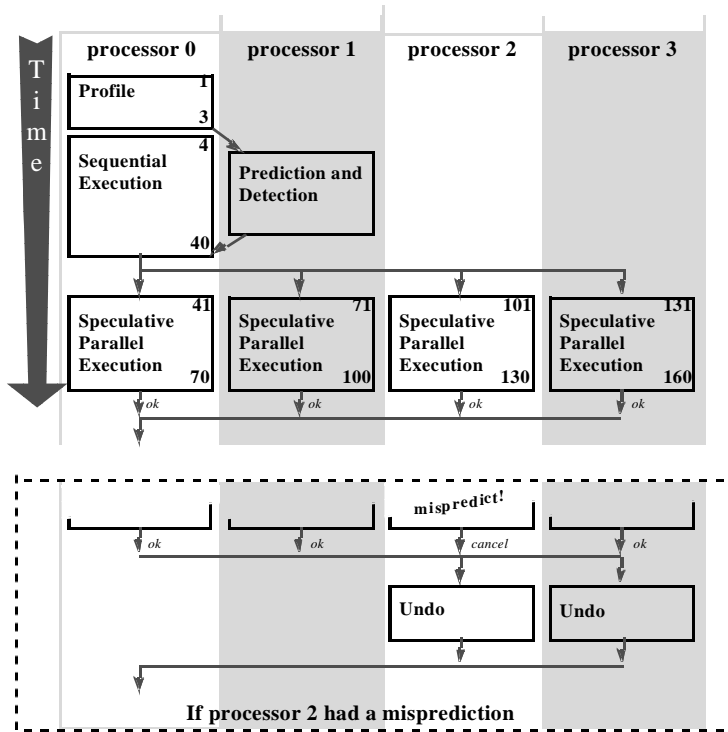 processor 0 processor 1 processor 2 processor 3
Time
Profile 1
3
4
Sequential
Execution
40
Prediction and
Detection
41 71 101 131
Speculative Speculative Speculative Speculative
Parallel Parallel Parallel Parallel
Execution Execution Execution Execution
70 100 130 160
ok ok ok ok
mispredict!
ok ok cancel ok
Undo Undo
If processor 2 had a misprediction